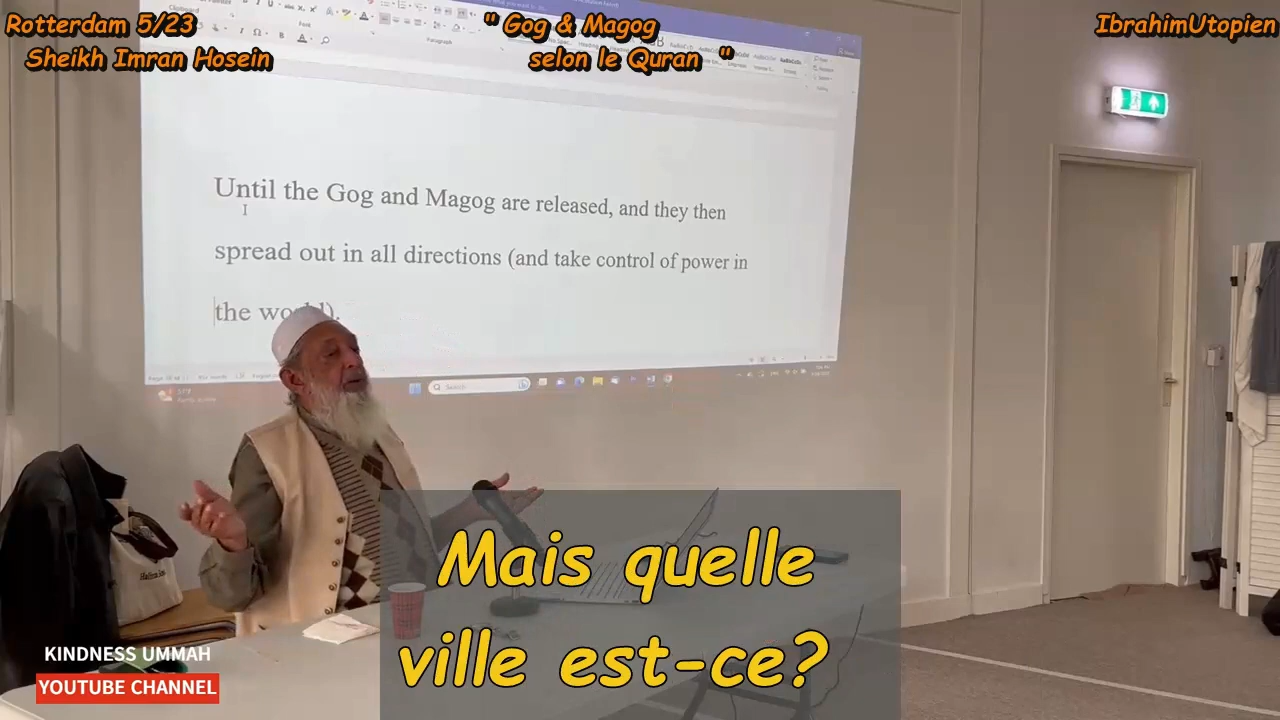 Rotterdam 5/23
Sheikh Imran Hosein
" Gog & Magog
selon le Quran "
IbrahimUtopien
Until the Gog and Magog are released, and they then
spread out in all directions (and take control of power in
the wo
Search
Mais quelle
ville est-ce?
KINDNESS UMMAH
YOUTUBE CHANNEL